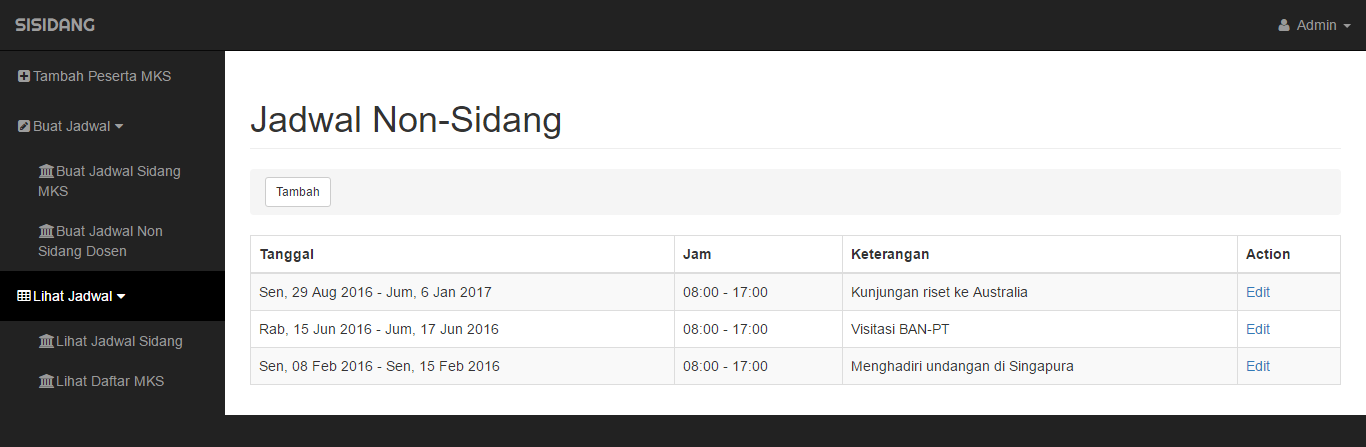 SISIDANG
Admin
Tambah Peserta MKS
Buat Jadwal
Buat Jadwal Sidang
MKS
Buat Jadwal Non
Sidang Dosen
Lihat Jadwal
Lihat Jadwal Sidang
Lihat Daftar MKS
Jadwal Non-Sidang
Tambah
Tanggal Jam Keterangan Action
Sen, 29 Aug 2016 - Jum, 6 Jan 2017 08:00 - 17:00 Kunjungan riset ke Australia Edit
Rab, 15 Jun 2016 - Jum, 17 Jun 2016 08:00 - 17:00 Visitasi BAN-PT Edit
Sen, 08 Feb 2016 - Sen, 15 Feb 2016 08:00 - 17:00 Menghadiri undangan di Singapura Edit